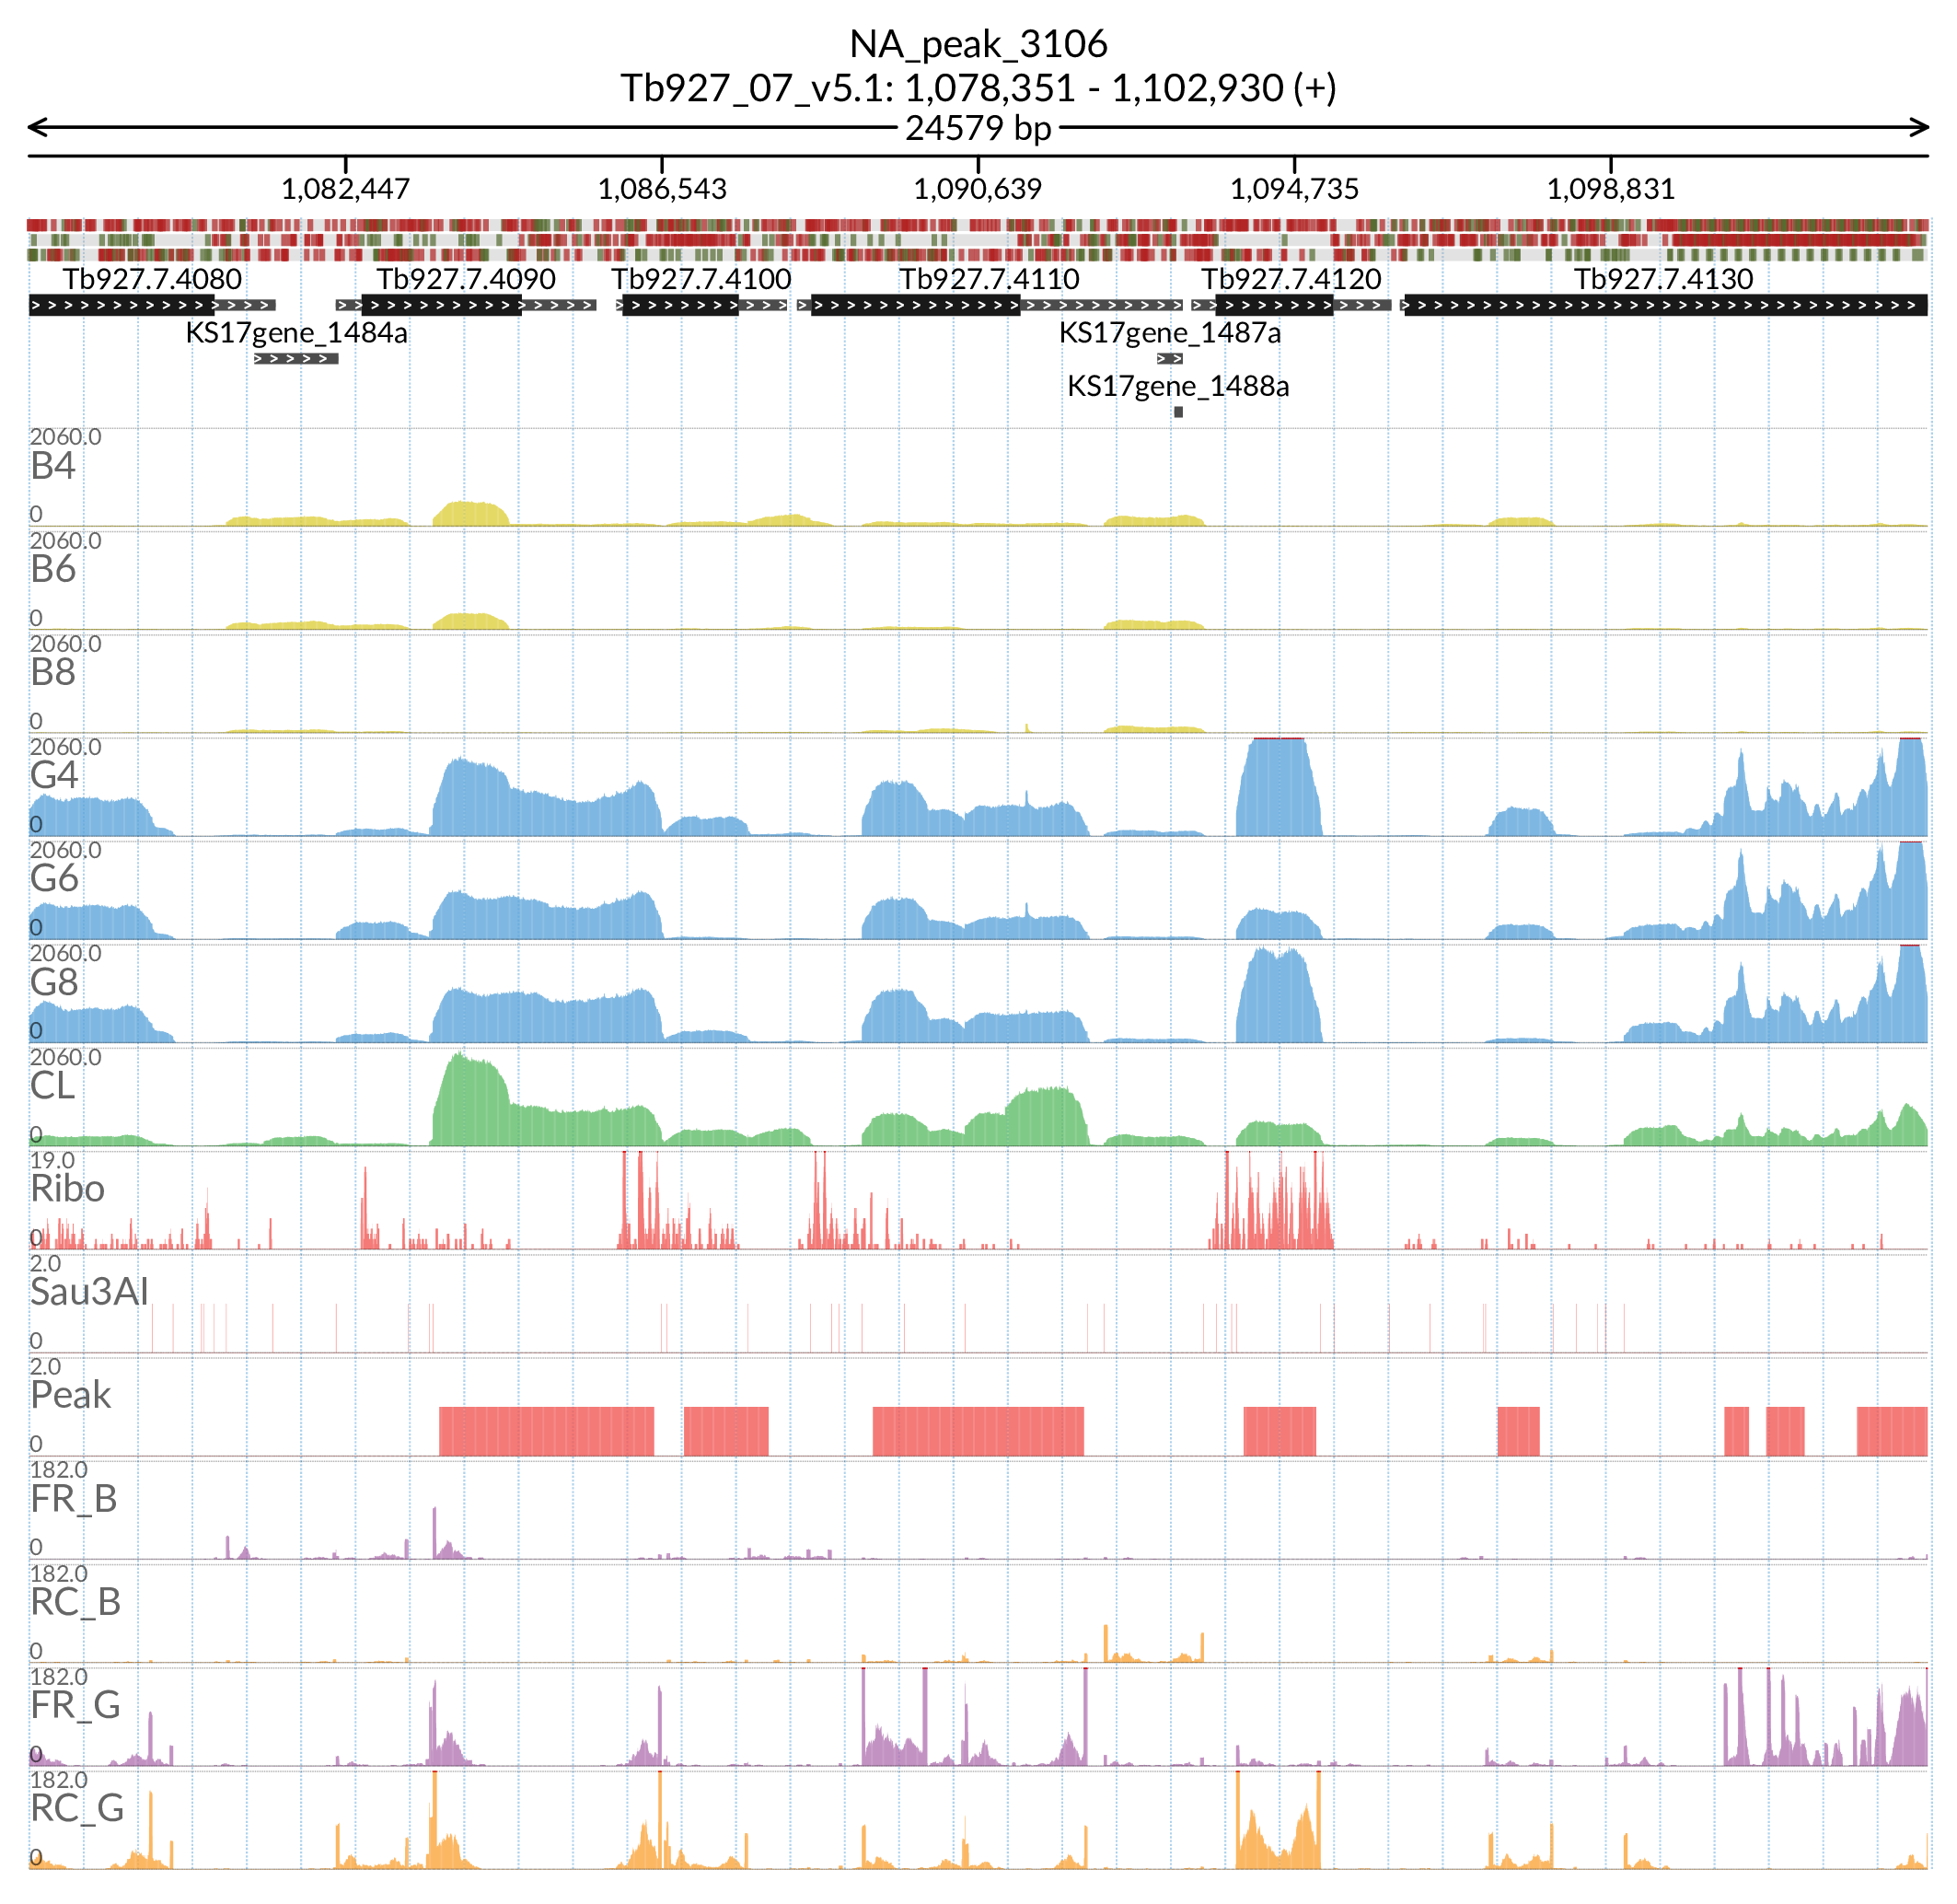 NA_peak_3106
Tb927_07_v5.1: 1,078,351 - 1,102,930 (+)
24579 bp
1,082,447 1,086,543 1,090,639 1,094,735 1,098,831
Tb927.7.4080 Tb927.7.4090 Tb927.7.4100 Tb927.7.4110 Tb927.7.4120 Tb927.7.4130
KS17gene_1484a KS17gene_1487a
KS17gene_1488a
2060.0
B4
0
2060.0
B6
0
2060.0
B8
0
2060.0
G4
0
2060.0
G6
0
2060.0
G8
0
2060.0
CL
0
19.0
Ribo
0
2.0
Sau3AI
0
2.0
Peak
0
182.0
FR_B
0
182.0
RC_B
0
182.0
FR_G
0
182.0
RC_G
0